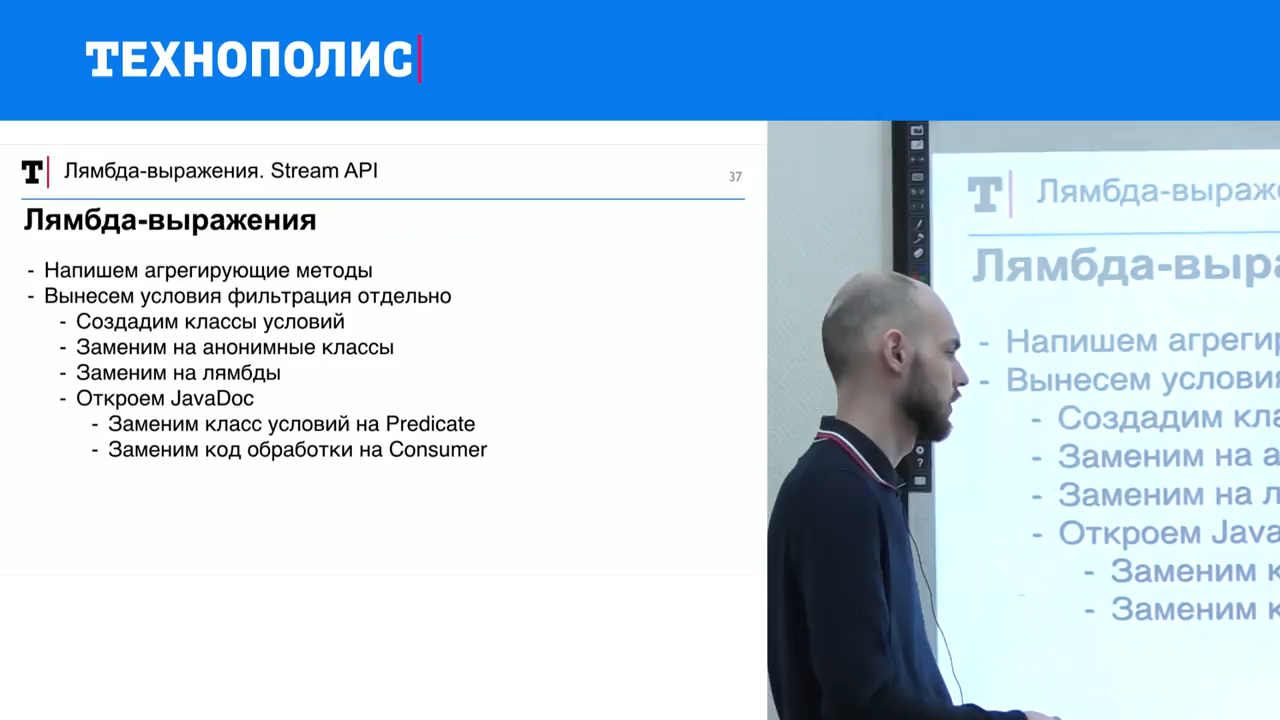 ТЕХНОПОЛИС
Т Лямбда-выражения. Stream API
37
Лямбда-выражения
- Напишем агрегирующие методы
- Вынесем условия фильтрация отдельно
- Создадим классы условий
- Заменим на анонимные классы
- Заменим на лямбды
- Откроем JavaDoc
- Заменим класс условий на Predicate
- Заменим код обработки на Consumer
Т Лямбда-выраж
Лямбда-выр
- Напишем агреги
- Вынесем услови
- Создадим кла
- Заменим на а
- Заменим на л
- Откроем Java
- Заменим к
- Заменим к